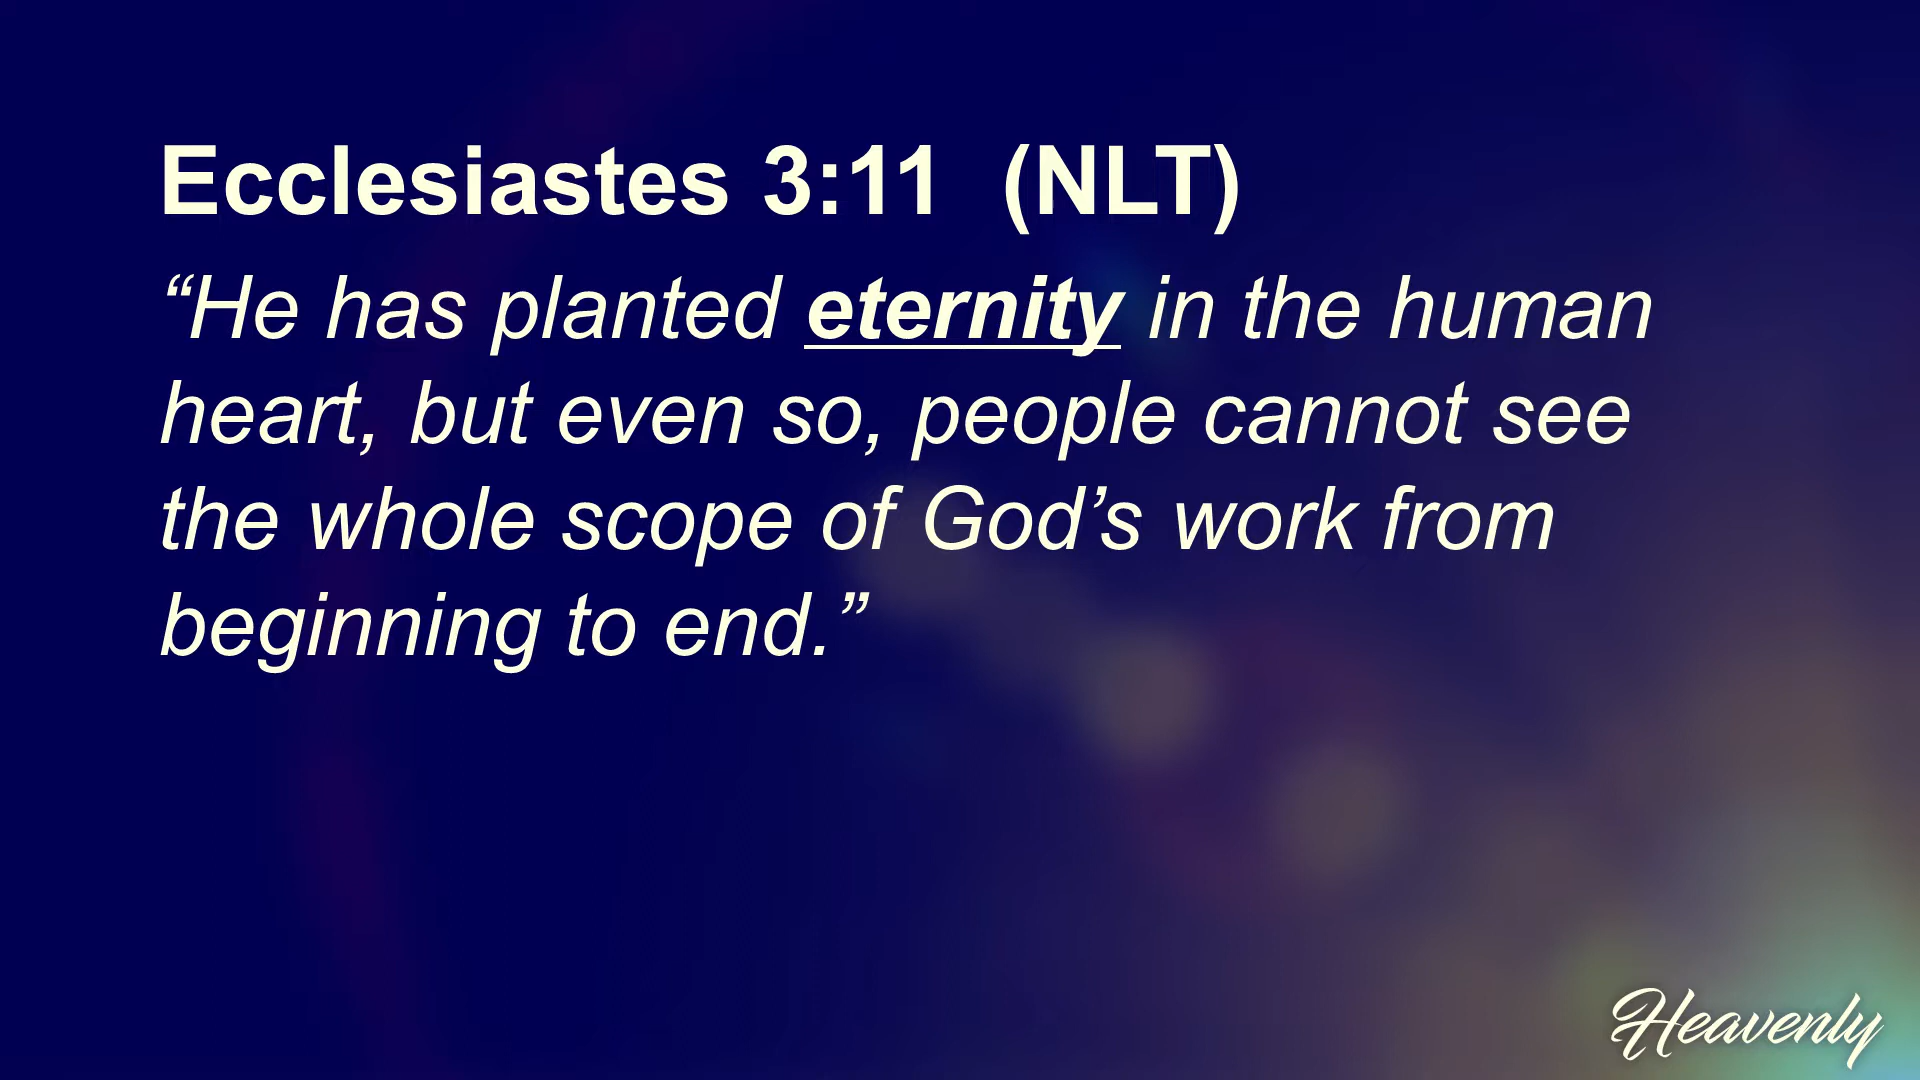 Ecclesiastes 3:11  (NLT)
“He has planted eternity in the human
heart, but even so, people cannot see
the whole scope of God’s work from
beginning to end.”
Heavenly